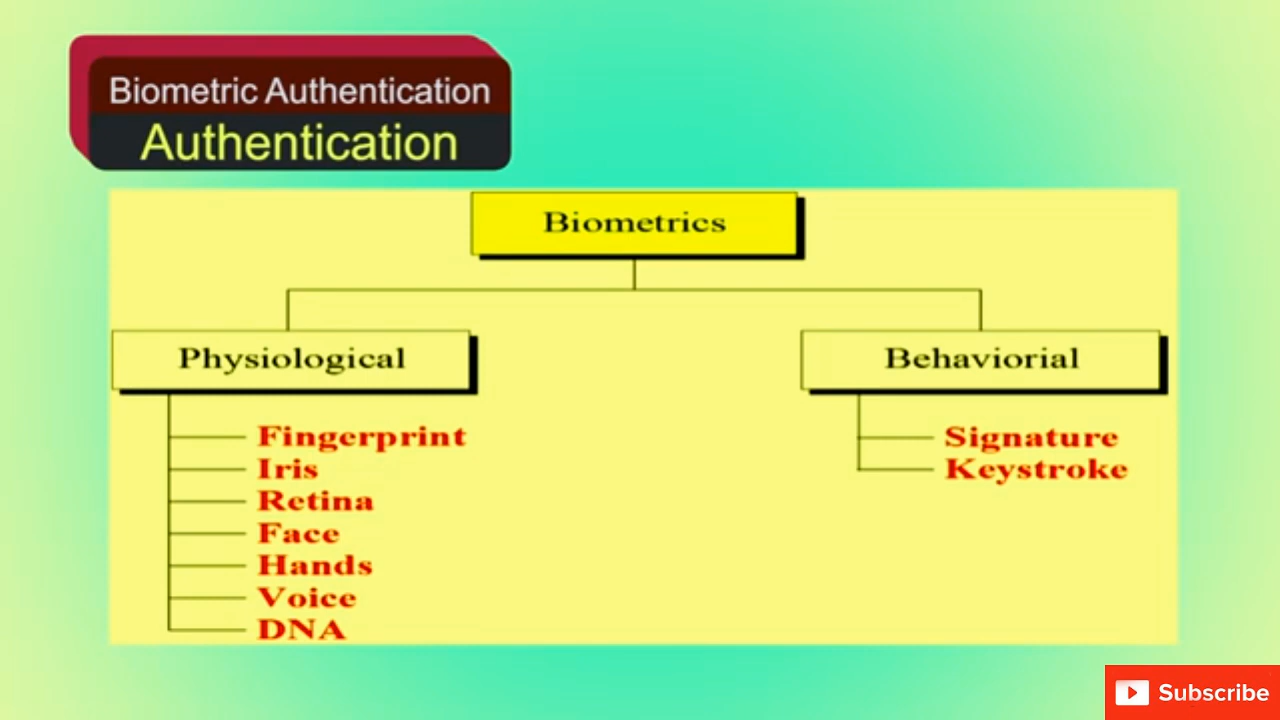 Biometric Authentication
Authentication
Biometrics
Physiological
Behaviorial
Fingerprint
Iris
Retina
Face
Hands
Voice
DNA
Signature
Keystroke
Subscribe